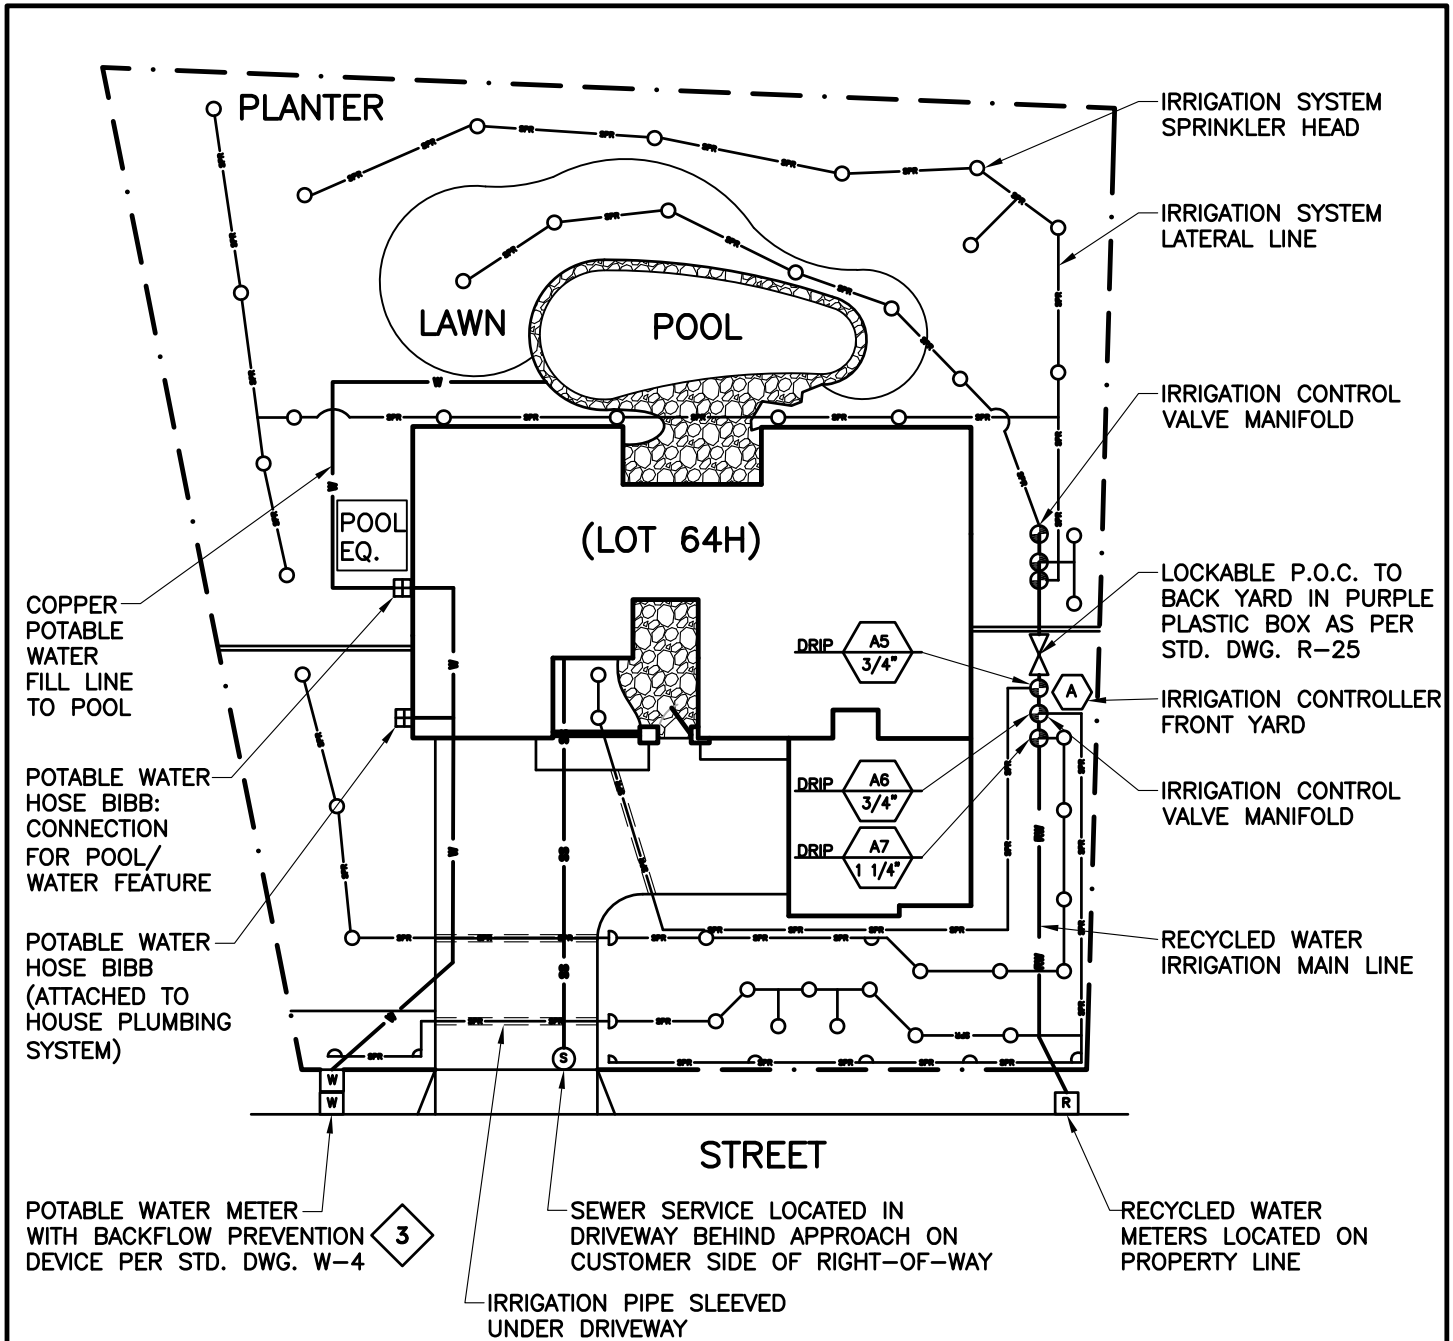 PLANTER
IRRIGATION SYSTEM
SPRINKLER HEAD
IRRIGATION SYSTEM
LATERAL LINE
LAWN
POOL
IRRIGATION CONTROL
VALVE MANIFOLD
POOL
EQ.
(LOT 64H)
COPPER
POTABLE
WATER
FILL LINE
TO POOL
LOCKABLE P.O.C. TO
BACK YARD IN PURPLE
PLASTIC BOX AS PER
STD. DWG. R-25
DRIP
A5
3/4"
A
IRRIGATION CONTROLLER
FRONT YARD
POTABLE WATER
HOSE BIBB:
CONNECTION
FOR POOL/
WATER FEATURE
DRIP
A6
3/4"
IRRIGATION CONTROL
VALVE MANIFOLD
DRIP
A7
1 1/4"
POTABLE WATER
HOSE BIBB
(ATTACHED TO
HOUSE PLUMBING
SYSTEM)
RECYCLED WATER
IRRIGATION MAIN LINE
SPR
W
SS
RW
S
W
W
R
STREET
POTABLE WATER METER
WITH BACKFLOW PREVENTION
DEVICE PER STD. DWG. W-4
3
SEWER SERVICE LOCATED IN
DRIVEWAY BEHIND APPROACH ON
CUSTOMER SIDE OF RIGHT-OF-WAY
RECYCLED WATER
METERS LOCATED ON
PROPERTY LINE
IRRIGATION PIPE SLEEVED
UNDER DRIVEWAY